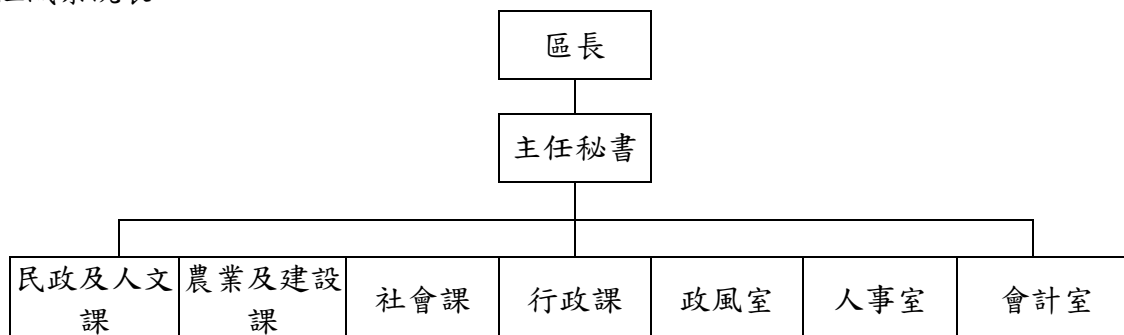 區長
主任秘書
民政及人文
課
農業及建設
課
社會課
行政課
政風室
人事室
會計室